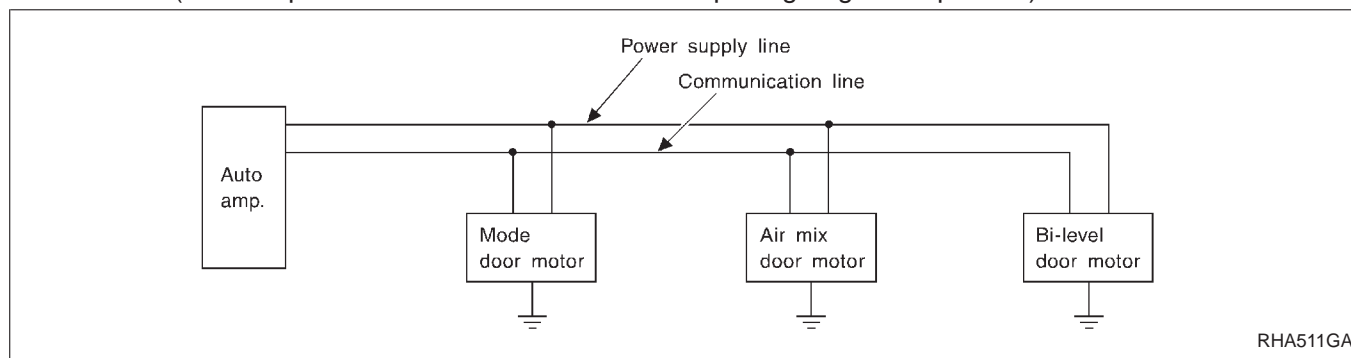 Power supply line
Communication line
Auto
amp.
Mode
door motor
Air mix
door motor
Bi-level
door motor
RHA511GA